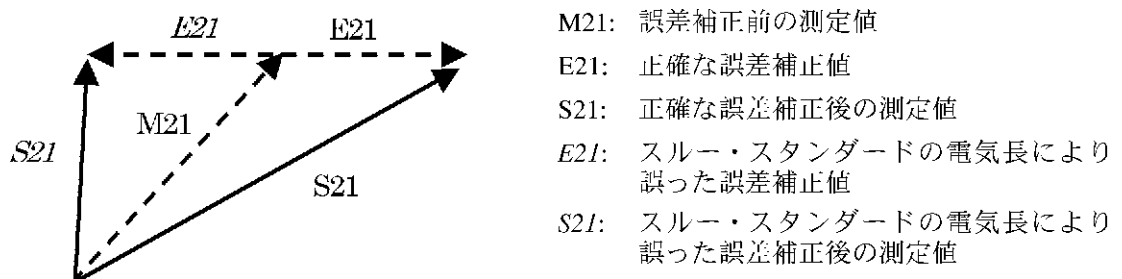 E21 E21
M21
S21
S21
M21: 誤差補正前の測定値
E21: 正確な誤差補正値
S21: 正確な誤差補正後の測定値
E21: スルー・スタンダードの電気長により
誤った誤差補正値
S21: スルー・スタンダードの電気長により
誤った誤差補正後の測定値